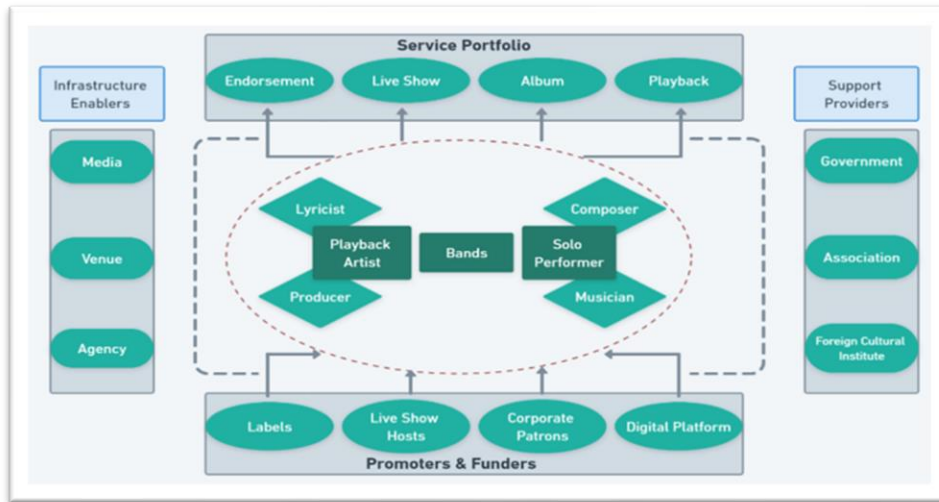 Service Portfolio
Endorsement
Live Show
Album
Playback
Infrastructure
Enablers
Media
Venue
Agency
Lyricist
Composer
Playback
Artist
Bands
Solo
Performer
Producer
Musician
Support
Providers
Government
Association
Foreign Cultural
Institute
Labels
Live Show
Hosts
Corporate
Patrons
Digital Platform
Promoters & Funders